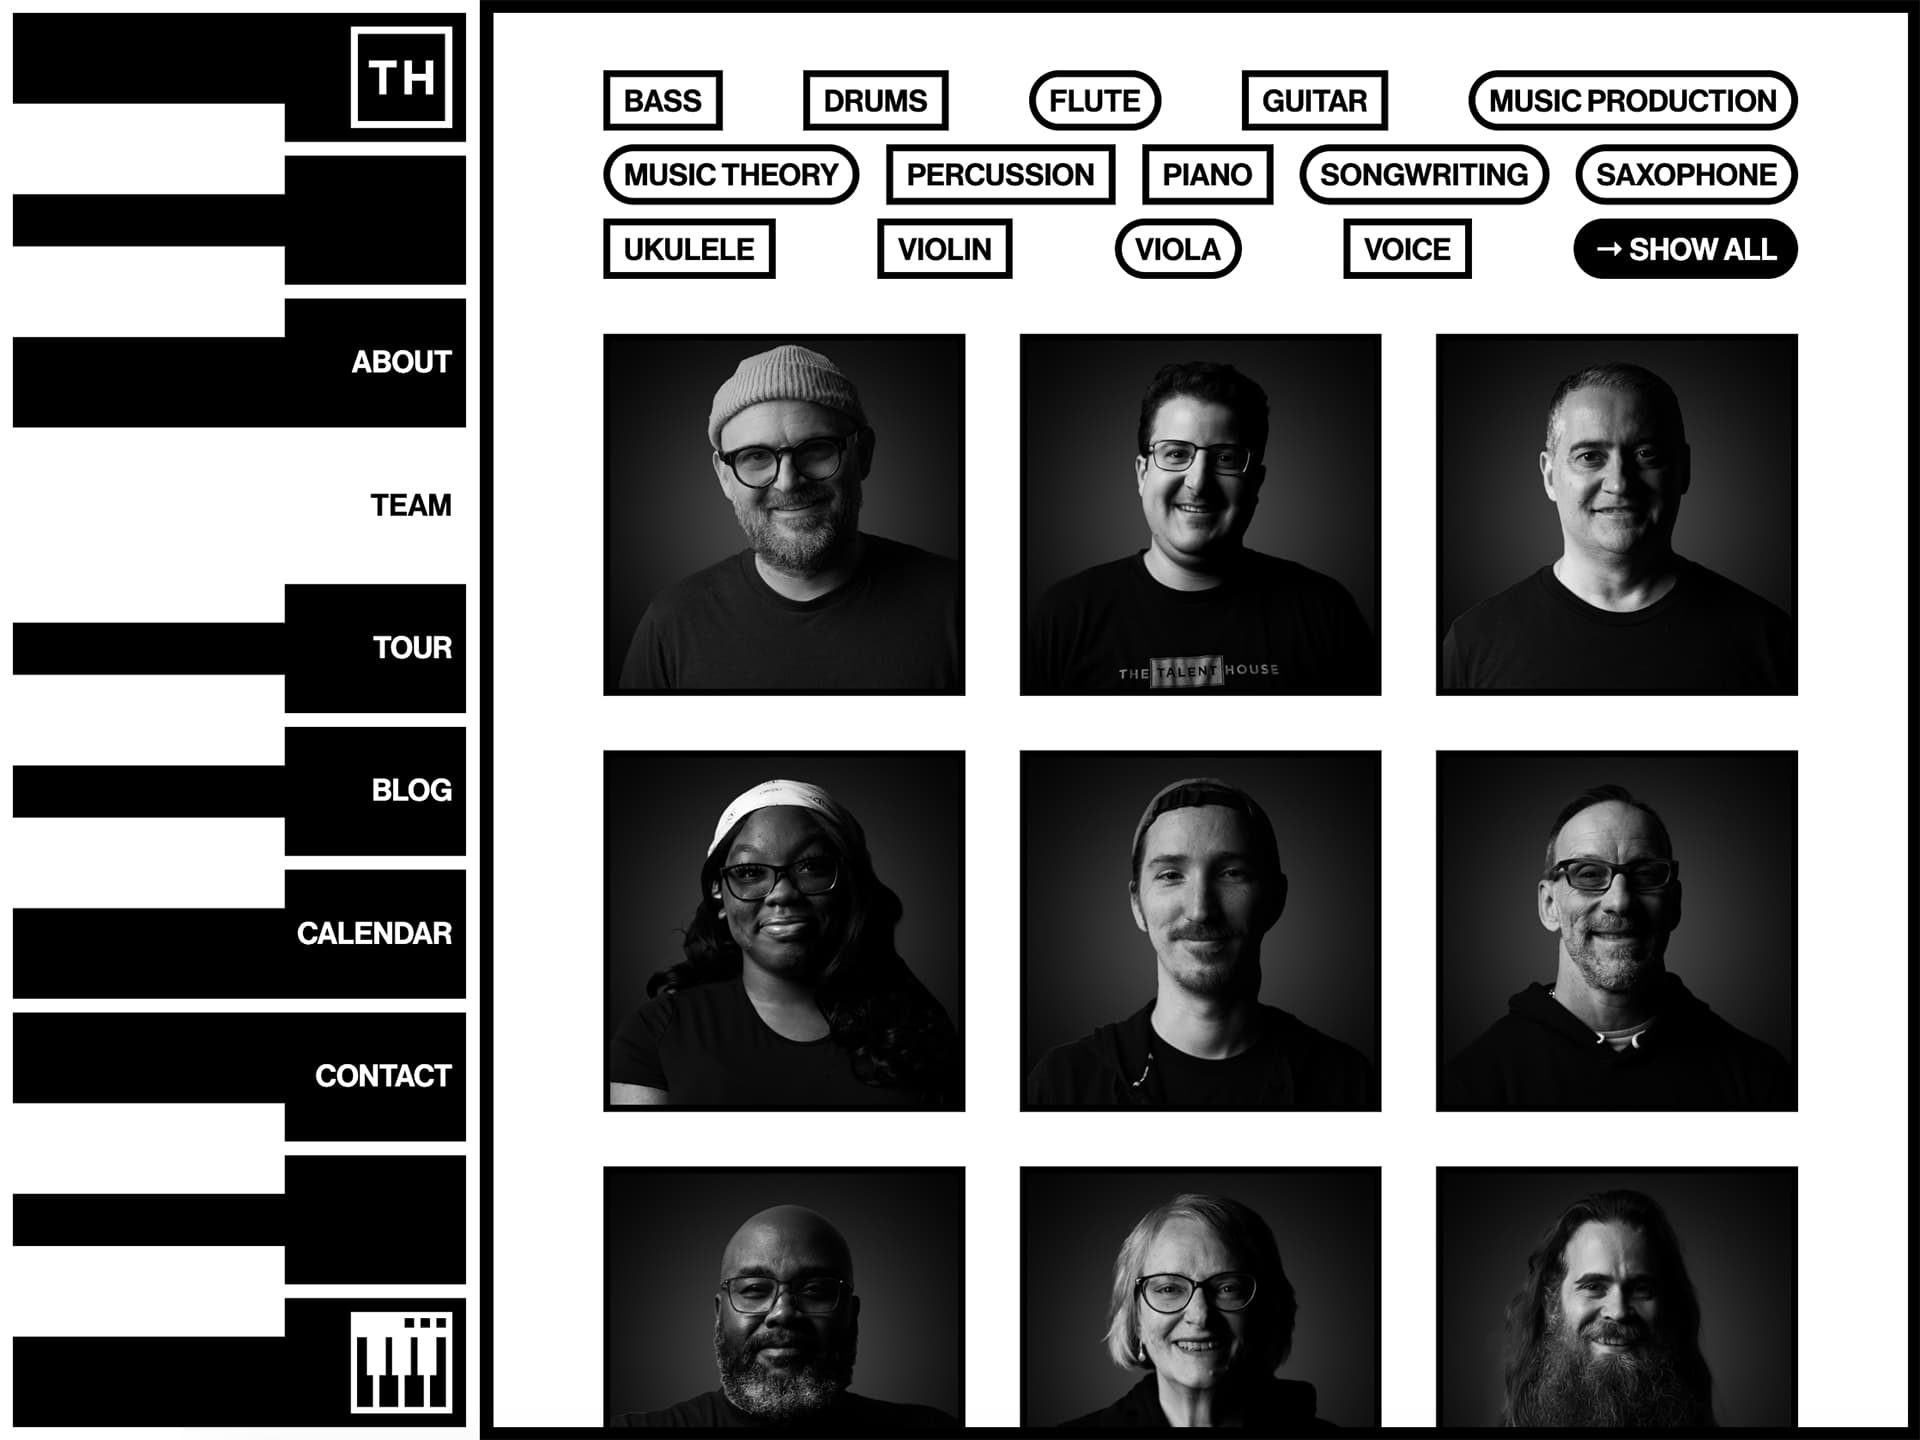 TH
ABOUT
TEAM
TOUR
BLOG
CALENDAR
CONTACT
BASS DRUMS FLUTE GUITAR MUSIC PRODUCTION
MUSIC THEORY PERCUSSION PIANO SONGWRITING SAXOPHONE
UKULELE VIOLIN VIOLA VOICE → SHOW ALL
THE TALENT HOUSE